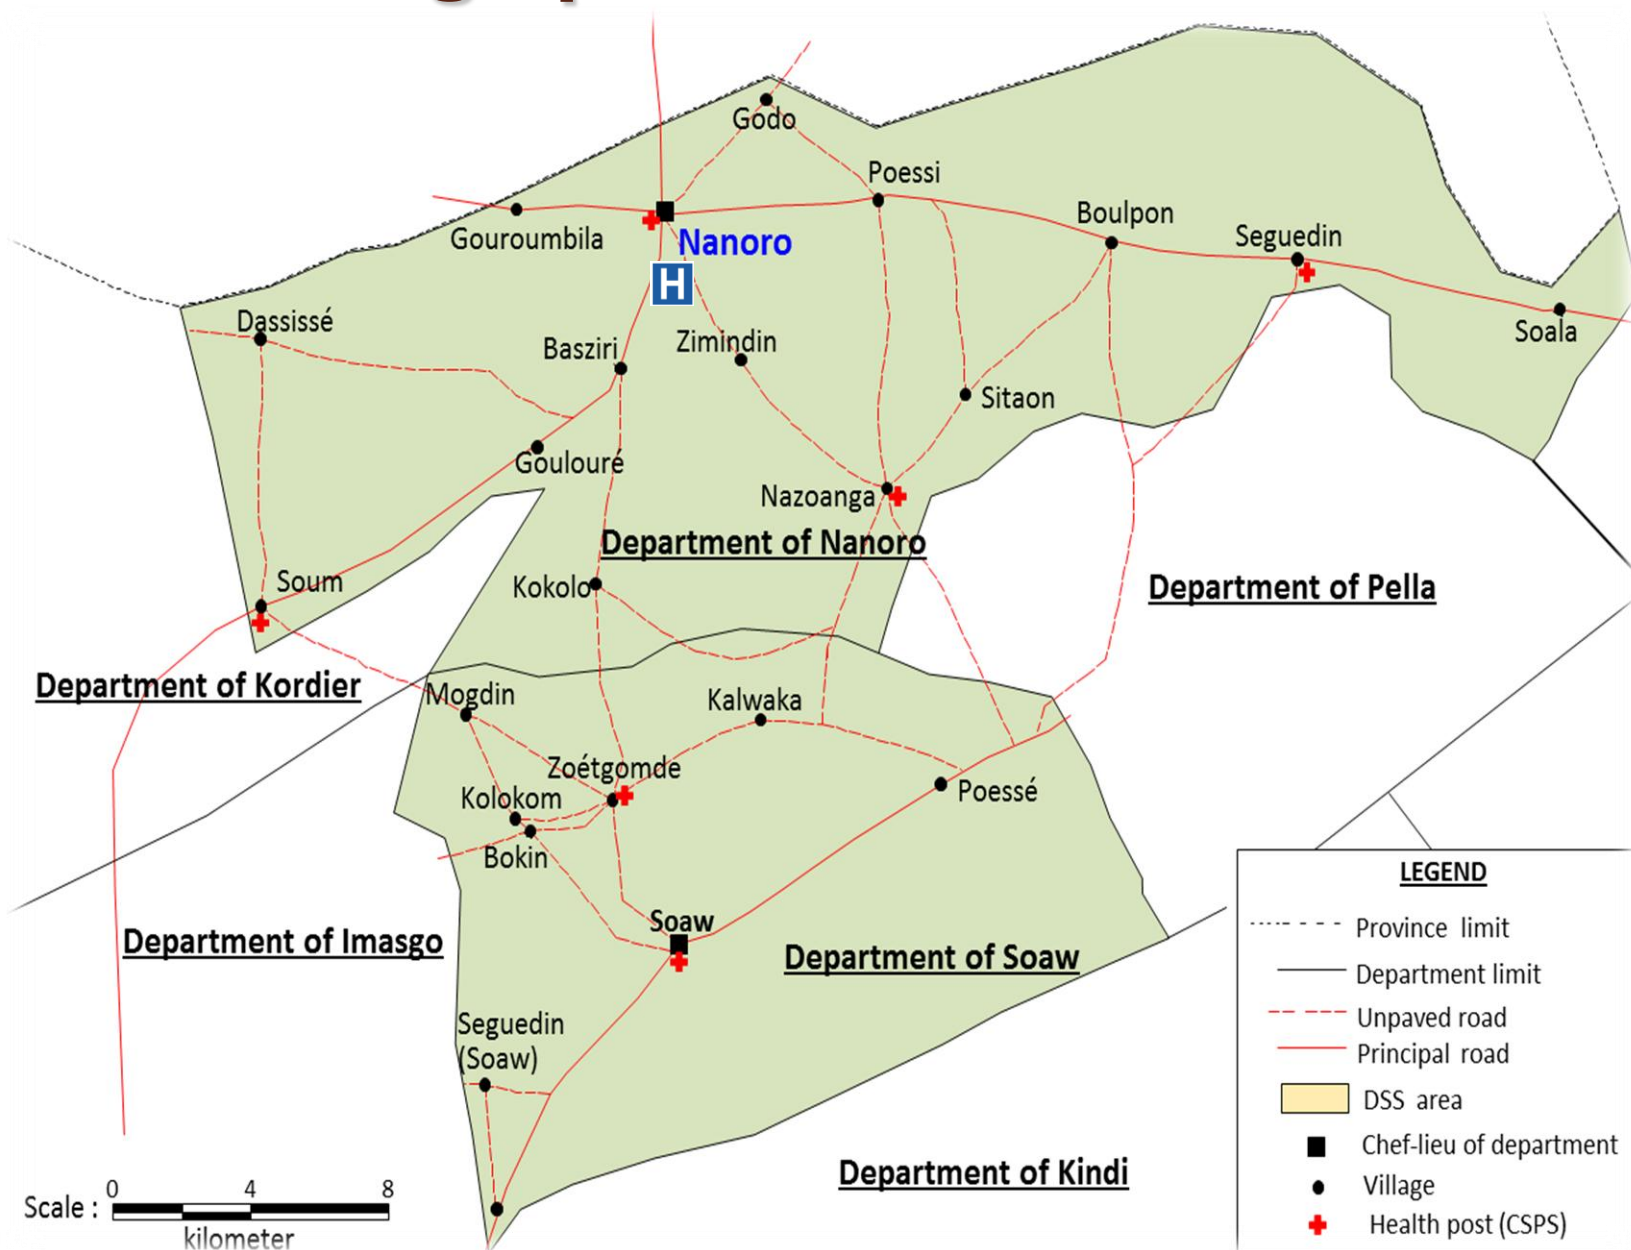 Godo
Poessi
Gouroumbila
Nanoro
Boulpon
Seguedin
H
Dassissé
Basziri
Zimindin
Soala
Sitaon
Gouloure
Nazoanga
Department of Nanoro
Soum
Kokolo
Department of Pella
Department of Kordier
Mogdin
Kalwaka
Zoétgomde
Kolokom
Poessé
Bokin
Soaw
Department of Imasgo
Department of Soaw
Seguedin
(Soaw)
Department of Kindi
Scale :
0 4 8
kilometer
LEGEND
Province limit
Department limit
Unpaved road
Principal road
DSS area
Chef-lieu of department
Village
Health post (CSPS)